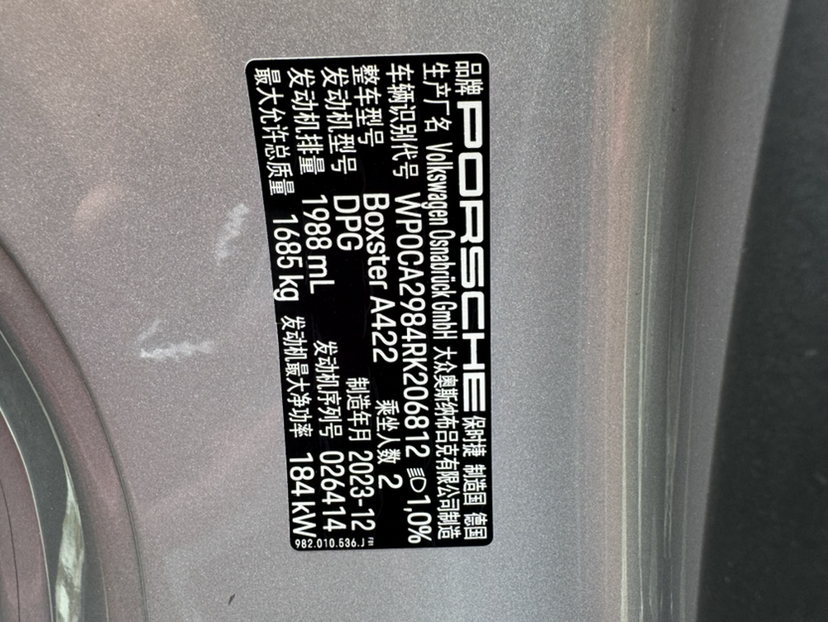 品牌 PORSCHE 保时捷 制造国 德国
生产厂名 Volkswagen Osnabrück GmbH 大众奥斯纳布吕克有限公司制造
车辆识别代号 WP0CA2984RK206812 1,0%
整车型号 Boxster A422 乘坐人数 2
发动机型号 DPG 制造年月 2023-12
发动机排量 1988 mL 发动机序列号 026414
最大允许总质量 1685 kg 发动机最大净功率 184 kW
982.010.536.J